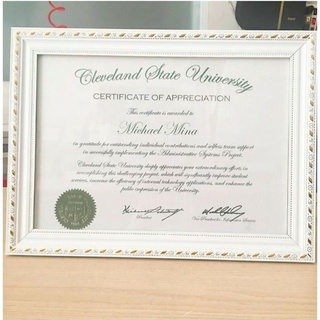 Cleveland State University
CERTIFICATE OF APPRECIATION
This certificate is awarded to
Michael Mina
in gratitude for outstanding individual contributions and selfless team support
in successfully implementing the Administrative Systems Project.
Cleveland State University deeply appreciates your extraordinary efforts in
accomplishing this challenging project, which will significantly improve student
services, increase the efficiency of internal technology applications, and enhance the
public impression of the University.
President